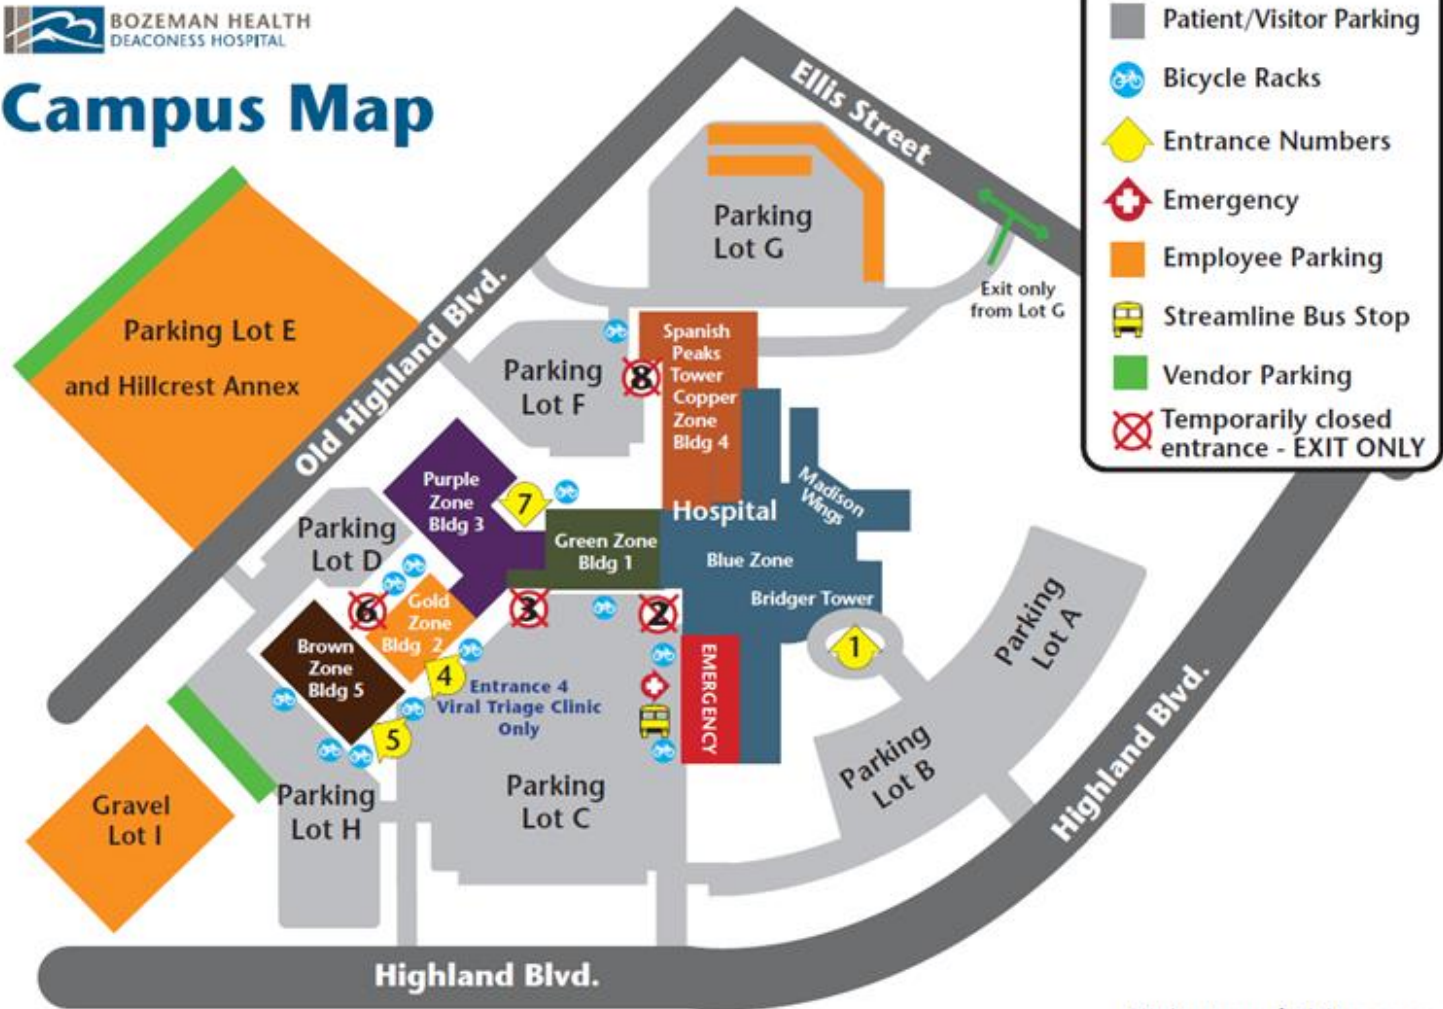 BOZEMAN HEALTH
DEACONESS HOSPITAL
Campus Map
Patient/Visitor Parking
Bicycle Racks
Entrance Numbers
Emergency
Employee Parking
Streamline Bus Stop
Vendor Parking
Temporarily closed
entrance - EXIT ONLY
Ellis Street
Parking
Lot G
Exit only
from Lot G
Old Highland Blvd.
Parking Lot E
and Hillcrest Annex
Parking
Lot F
8
Spanish
Peaks
Tower
Copper
Zone
Bldg 4
Purple
Zone
Bldg 3
7
Madison
Wings
Hospital
Green Zone
Bldg 1
Blue Zone
Bridger Tower
Parking
Lot D
6
Gold
Zone
Bldg 2
3
2
1
Parking
Lot A
Brown
Zone
Bldg 5
4
Entrance 4
Viral Triage Clinic
Only
EMERGENCY
5
Parking
Lot B
Highland Blvd.
Gravel
Lot I
Parking
Lot H
Parking
Lot C
Highland Blvd.